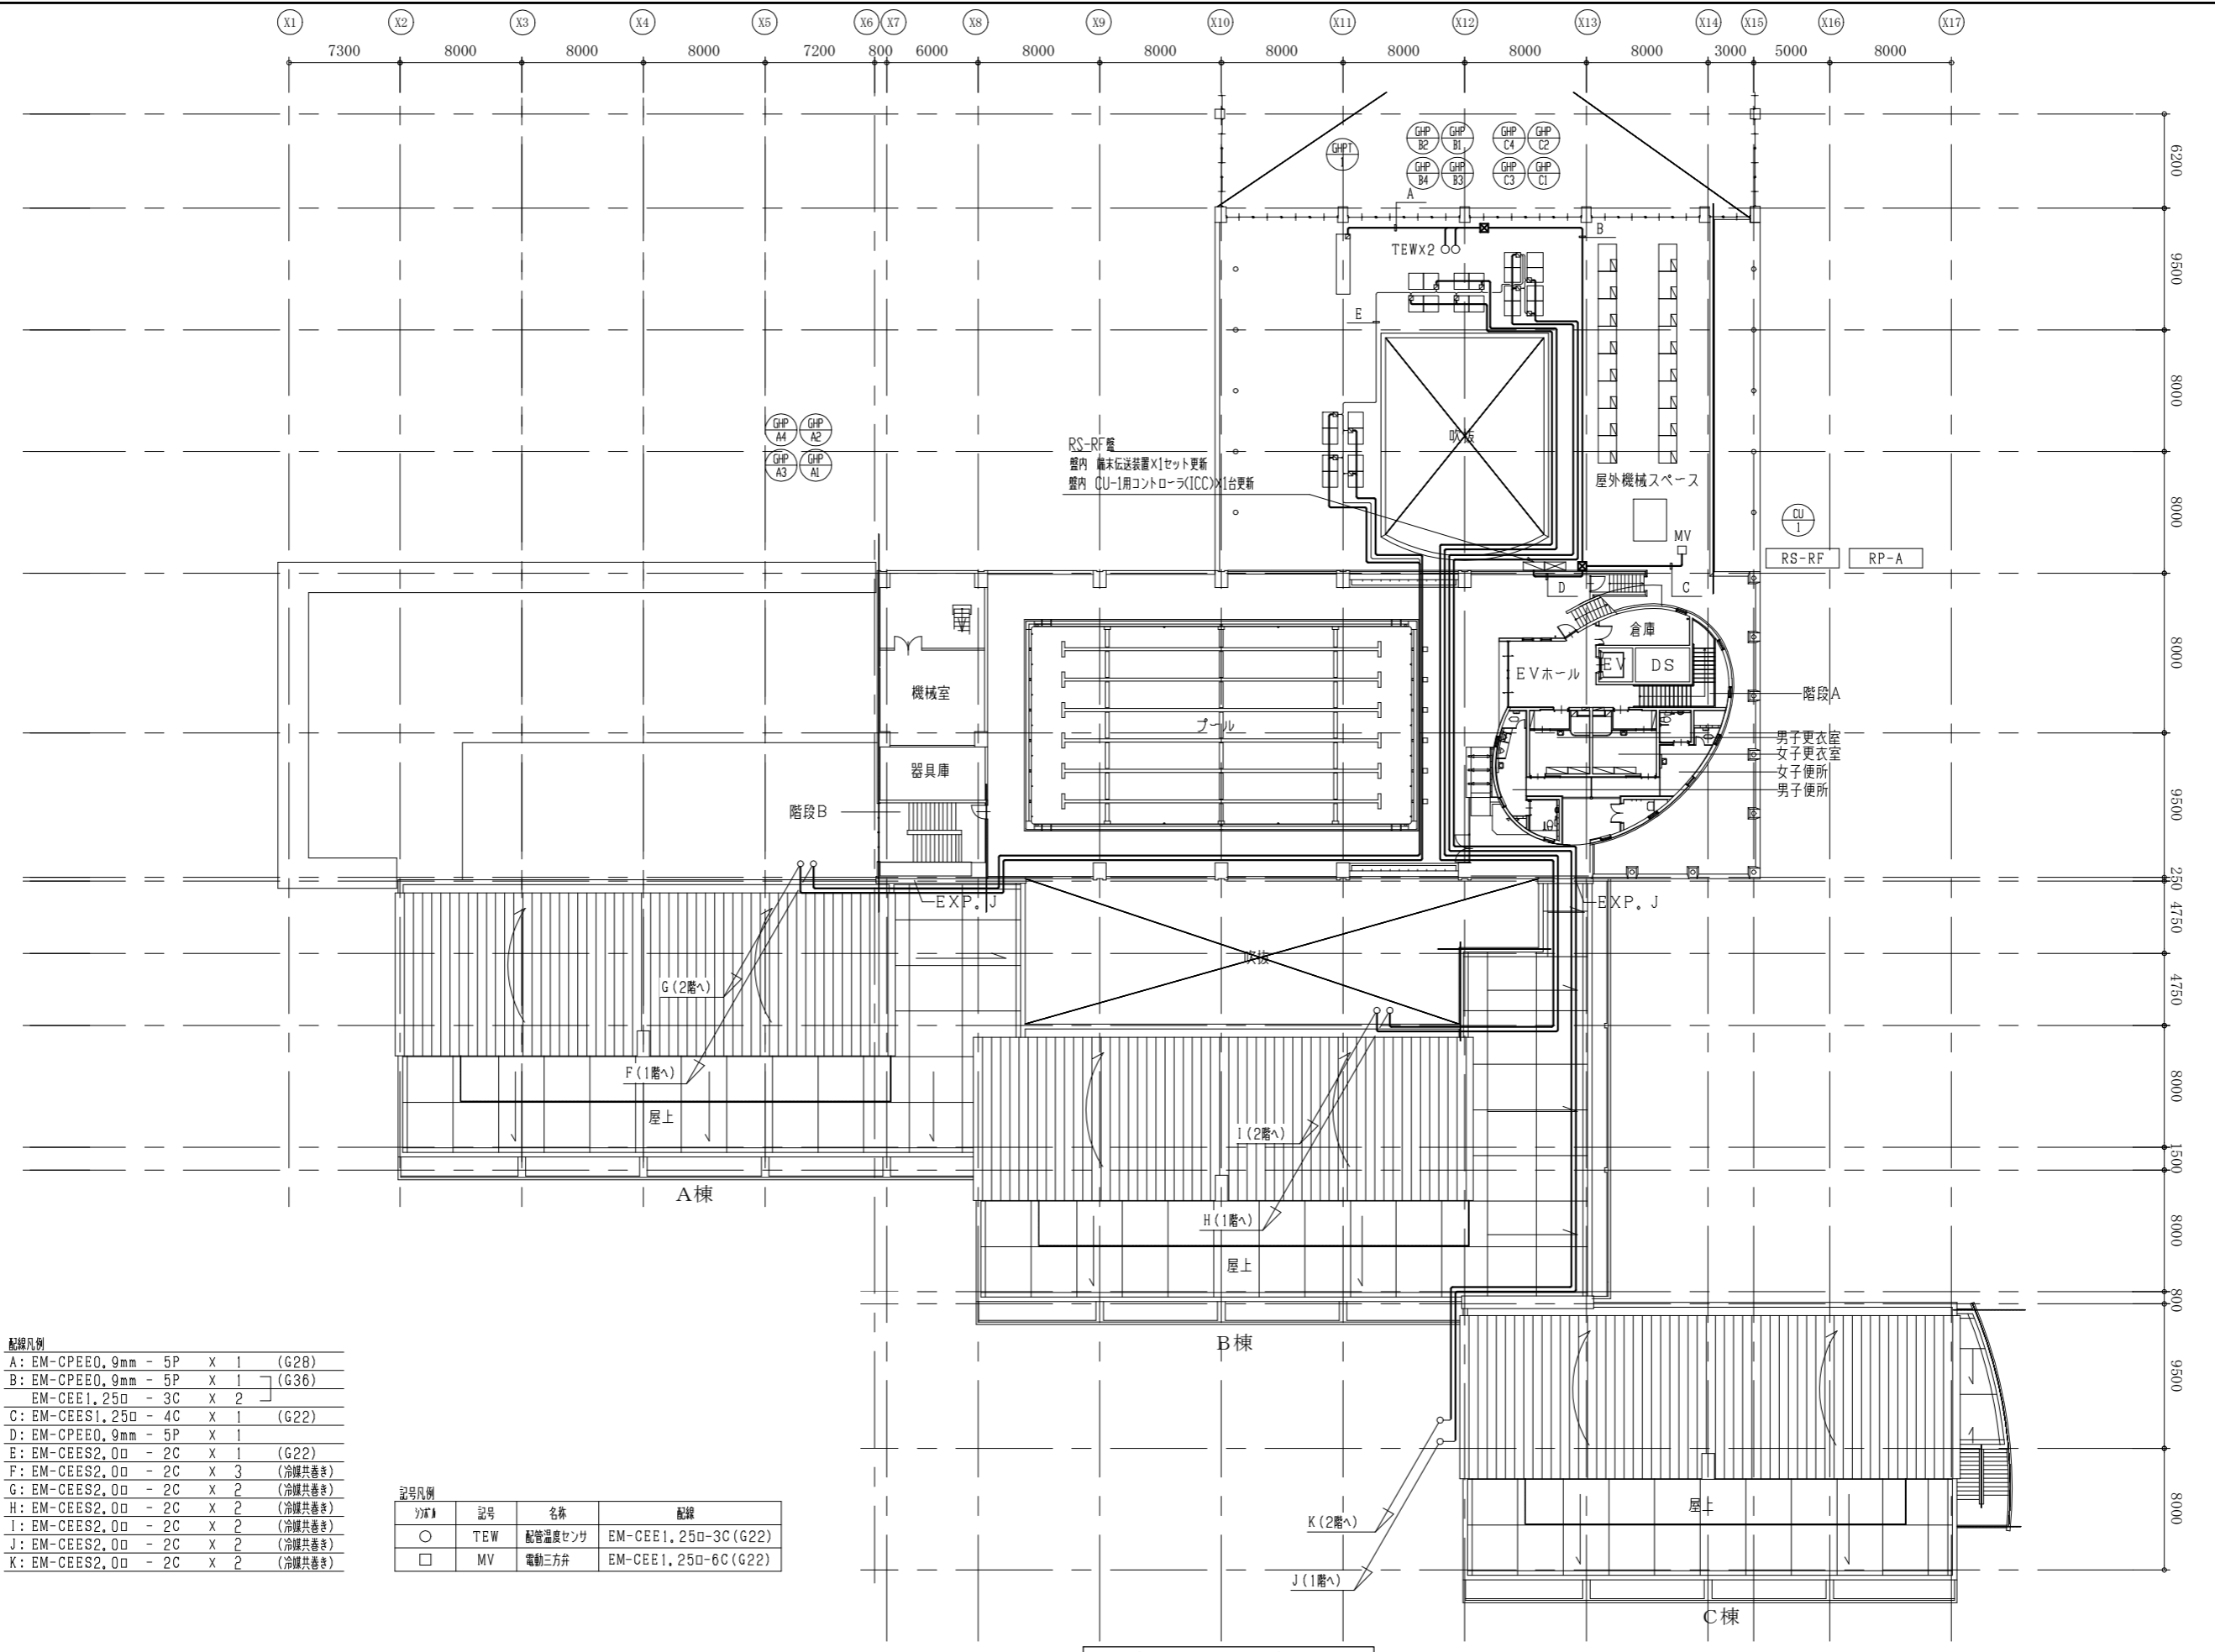 X1 X2 X3 X4 X5 X6 X7 X8 X9 X10 X11 X12 X13 X14 X15 X16 X17
7300 8000 8000 8000 7200 800 6000 8000 8000 8000 8000 8000 8000 3000 5000 8000
GHP B2 GHP B1 GHP C4 GHP C2
GHPT 1
GHP B4 GHP B3 GHP C3 GHP C1
6200
A
B
TEWX2
9500
E
8000
GHP A4 GHP A2
GHP A3 GHP A1
RS-RF盤
盤内 端末伝送装置X1セット更新
盤内 CU-1用コントローラ(ICC)X1台更新
吹抜
屋外機械スペース
8000
CU 1
MV
RS-RF RP-A
D
C
倉庫
8000
EVホール
EV
DS
機械室
階段A
プール
男子更衣室
女子更衣室
女子便所
男子便所
器具庫
階段B
9500
250
EXP. J
EXP. J
4750
吹抜
G(2階へ)
4750
F(1階へ)
屋上
8000
I(2階へ)
1500
A棟
H(1階へ)
8000
屋上
800
B棟
9500
屋上
8000
K(2階へ)
J(1階へ)
C棟
配線凡例
A: EM-CPEE0.9mm - 5P X 1 (G28)
B: EM-CPEE0.9mm - 5P X 1 (G36)
EM-CEE1.25□ - 3C X 2
C: EM-CEES1.25□ - 4C X 1 (G22)
D: EM-CPEE0.9mm - 5P X 1
E: EM-CEES2.0□ - 2C X 1 (G22)
F: EM-CEES2.0□ - 2C X 3 (冷媒共巻き)
G: EM-CEES2.0□ - 2C X 2 (冷媒共巻き)
H: EM-CEES2.0□ - 2C X 2 (冷媒共巻き)
I: EM-CEES2.0□ - 2C X 2 (冷媒共巻き)
J: EM-CEES2.0□ - 2C X 2 (冷媒共巻き)
K: EM-CEES2.0□ - 2C X 2 (冷媒共巻き)
記号凡例
シンボル 記号 名称 配線
○ TEW 配管温度センサ EM-CEE1.25□-3C(G22)
□ MV 電動三方弁 EM-CEE1.25□-6C(G22)